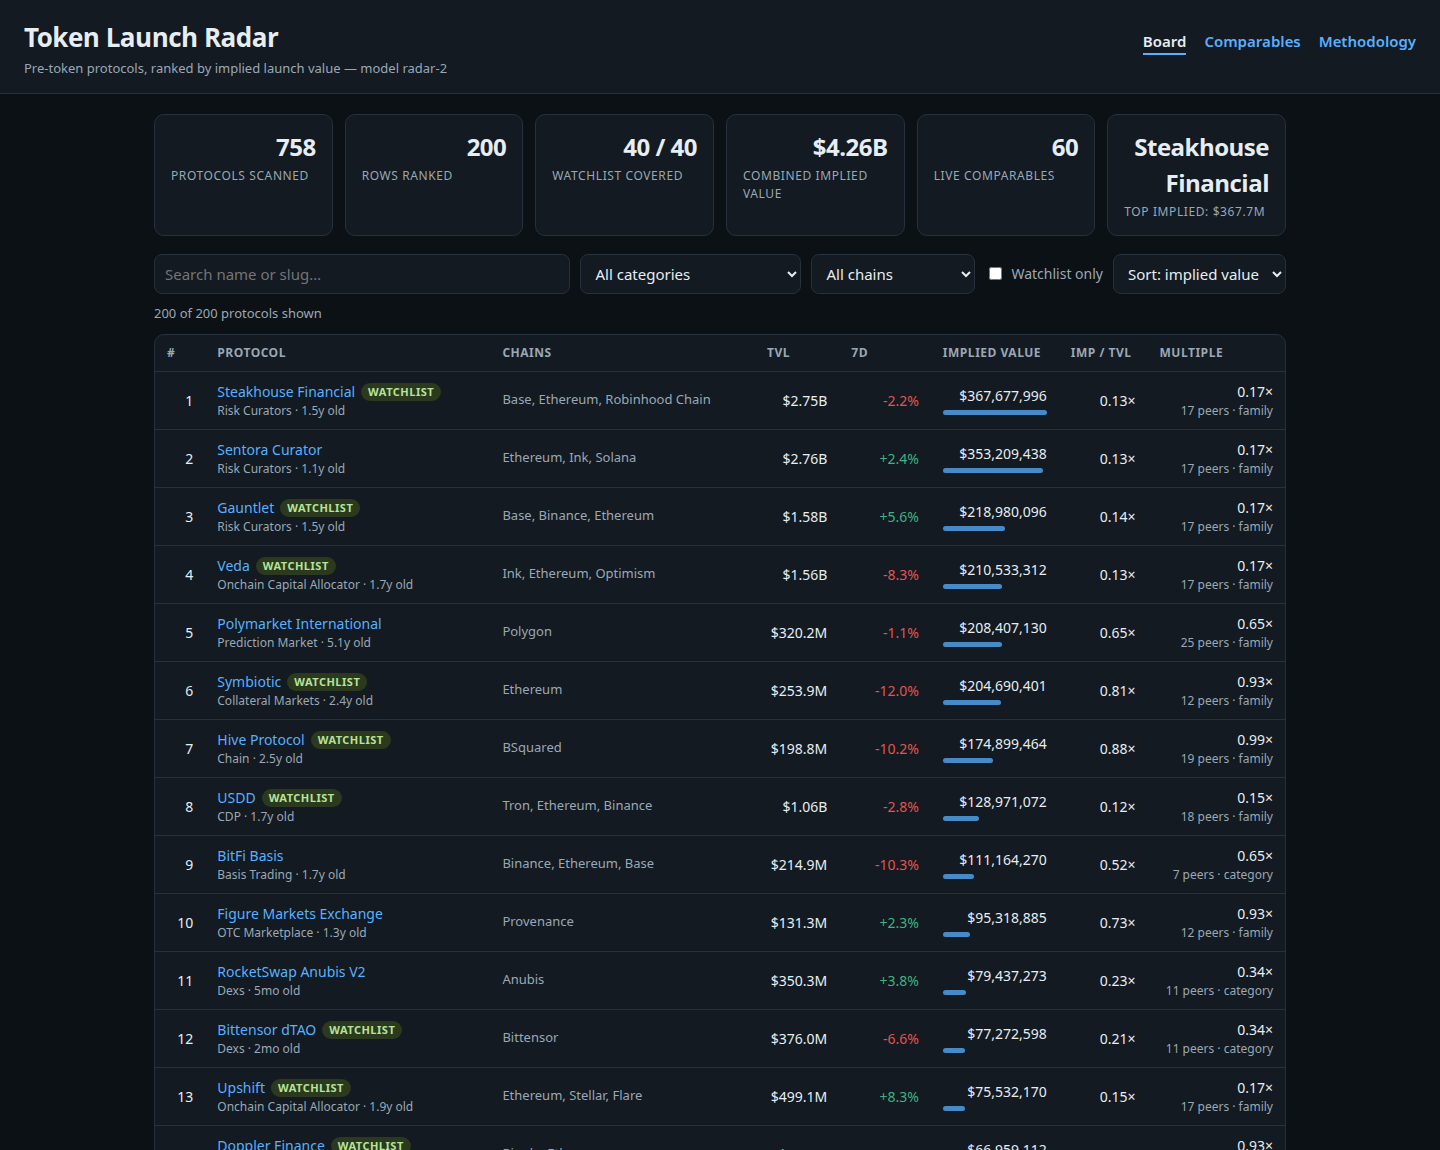 Token Launch Radar
Pre-token protocols, ranked by implied launch value — model radar-2
Board Comparables Methodology
758
PROTOCOLS SCANNED
200
ROWS RANKED
40 / 40
WATCHLIST COVERED
$4.26B
COMBINED IMPLIED
VALUE
60
LIVE COMPARABLES
Steakhouse
Financial
TOP IMPLIED: $367.7M
Search name or slug...
All categories
All chains
Watchlist only
Sort: implied value
200 of 200 protocols shown
# PROTOCOL CHAINS TVL 7D IMPLIED VALUE IMP / TVL MULTIPLE
1 Steakhouse Financial WATCHLIST Base, Ethereum, Robinhood Chain $2.75B -2.2% $367,677,996 0.13× 0.17×
Risk Curators · 1.5y old 17 peers · family
2 Sentora Curator Ethereum, Ink, Solana $2.76B +2.4% $353,209,438 0.13× 0.17×
Risk Curators · 1.1y old 17 peers · family
3 Gauntlet WATCHLIST Base, Binance, Ethereum $1.58B +5.6% $218,980,096 0.14× 0.17×
Risk Curators · 1.5y old 17 peers · family
4 Veda WATCHLIST Ink, Ethereum, Optimism $1.56B -8.3% $210,533,312 0.13× 0.17×
Onchain Capital Allocator · 1.7y old 17 peers · family
5 Polymarket International Polygon $320.2M -1.1% $208,407,130 0.65× 0.65×
Prediction Market · 5.1y old 25 peers · family
6 Symbiotic WATCHLIST Ethereum $253.9M -12.0% $204,690,401 0.81× 0.93×
Collateral Markets · 2.4y old 12 peers · family
7 Hive Protocol WATCHLIST BSquared $198.8M -10.2% $174,899,464 0.88× 0.99×
Chain · 2.5y old 19 peers · family
8 USDD WATCHLIST Tron, Ethereum, Binance $1.06B -2.8% $128,971,072 0.12× 0.15×
CDP · 1.7y old 18 peers · family
9 BitFi Basis Binance, Ethereum, Base $214.9M -10.3% $111,164,270 0.52× 0.65×
Basis Trading · 1.7y old 7 peers · category
10 Figure Markets Exchange Provenance $131.3M +2.3% $95,318,885 0.73× 0.93×
OTC Marketplace · 1.3y old 12 peers · family
11 RocketSwap Anubis V2 Anubis $350.3M +3.8% $79,437,273 0.23× 0.34×
Dexs · 5mo old 11 peers · category
12 Bittensor dTAO WATCHLIST Bittensor $376.0M -6.6% $77,272,598 0.21× 0.34×
Dexs · 2mo old 11 peers · category
13 Upshift WATCHLIST Ethereum, Stellar, Flare $499.1M +8.3% $75,532,170 0.15× 0.17×
Onchain Capital Allocator · 1.9y old 17 peers · family
Doppler Finance WATCHLIST 0.93×